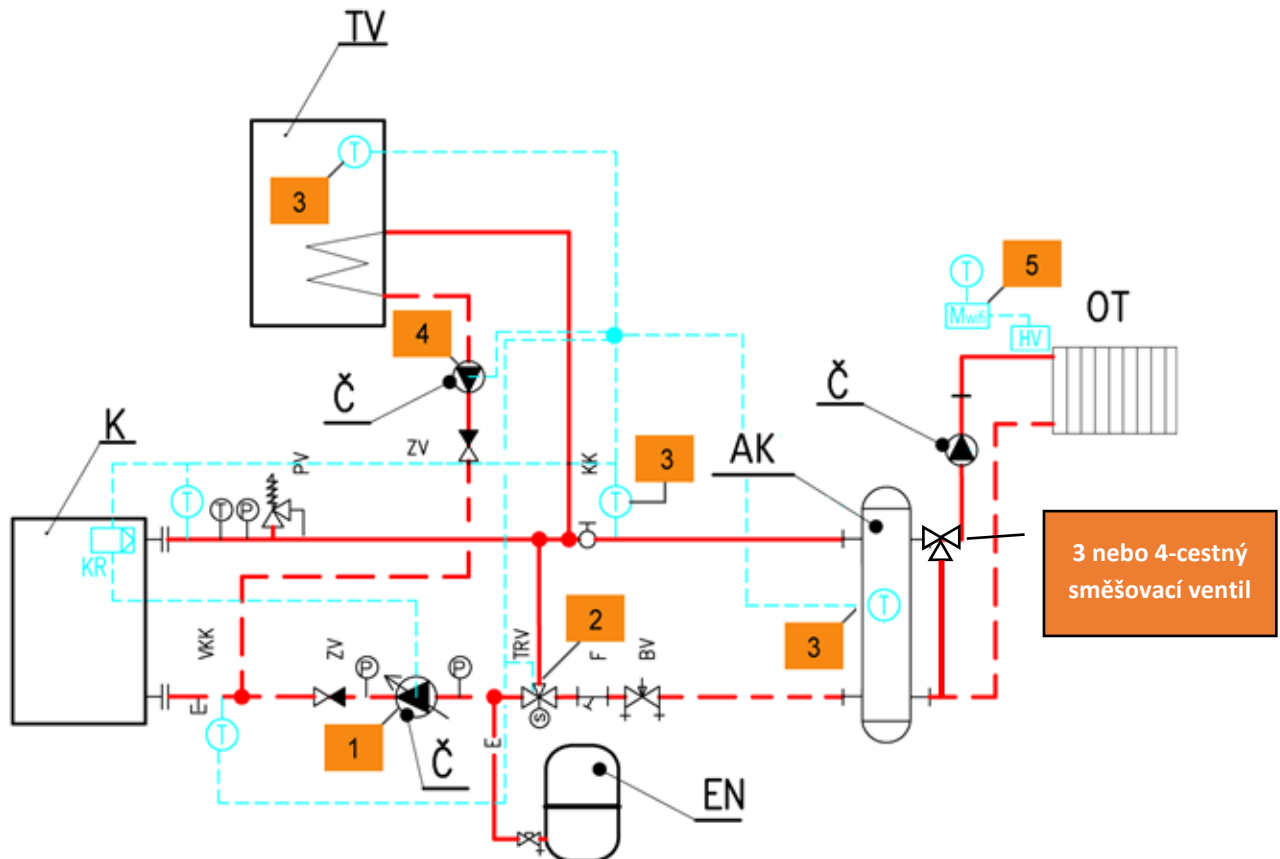 TV
T
3
4
Č
ZV
K
PV
T
T
P
KR
KK
T
3
AK
T
5
Mwifi
HV
OT
Č
3 nebo 4-cestný
směšovací ventil
T
3
VKK
ZV
P
P
TRV
2
F
BV
S
T
1
Č
E
EN